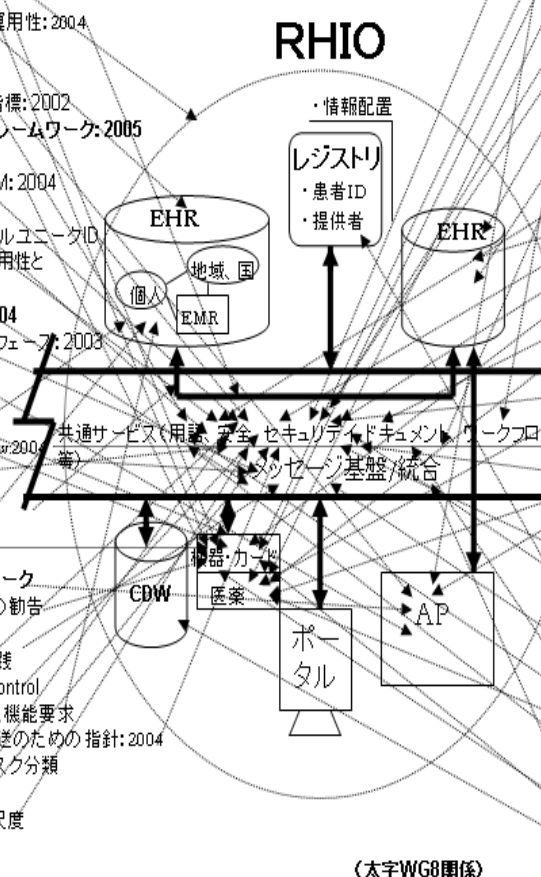 運用性: 2004
RHIO
指標: 2002
レームワーク: 2005
M: 2004
ルユニークID
用性と
04
フェース: 2003
・情報配置
レジストリ
・患者ID
・提供者
EHR
個人
地域、国
EMR
EHR
w:2004
共通サービス(用語、安全、セキュリティ、ドキュメント、ワークフロ
等)
メッセージ基盤/統合
CDW
機器・カード
医薬
ポー
タル
AP
ーク
の勧告
践
ontrol
機能要求
送のための指針: 2004
スク分類
尺度
(太字WG8関係)